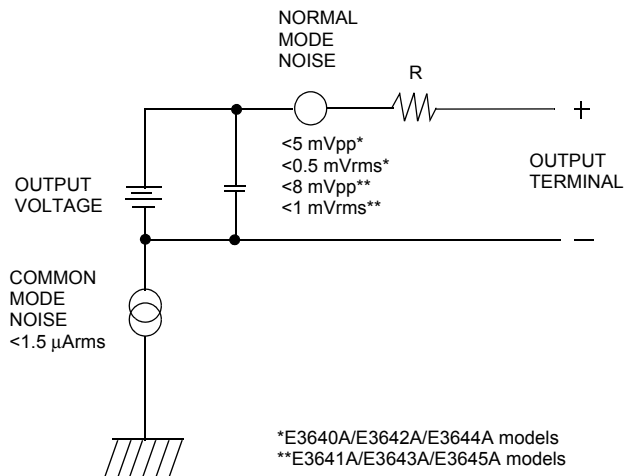 NORMAL
MODE
NOISE
R
+
<5 mVpp*
<0.5 mVrms*
<8 mVpp**
<1 mVrms**
OUTPUT
TERMINAL
OUTPUT
VOLTAGE
–
COMMON
MODE
NOISE
<1.5 μArms
*E3640A/E3642A/E3644A models
**E3641A/E3643A/E3645A models